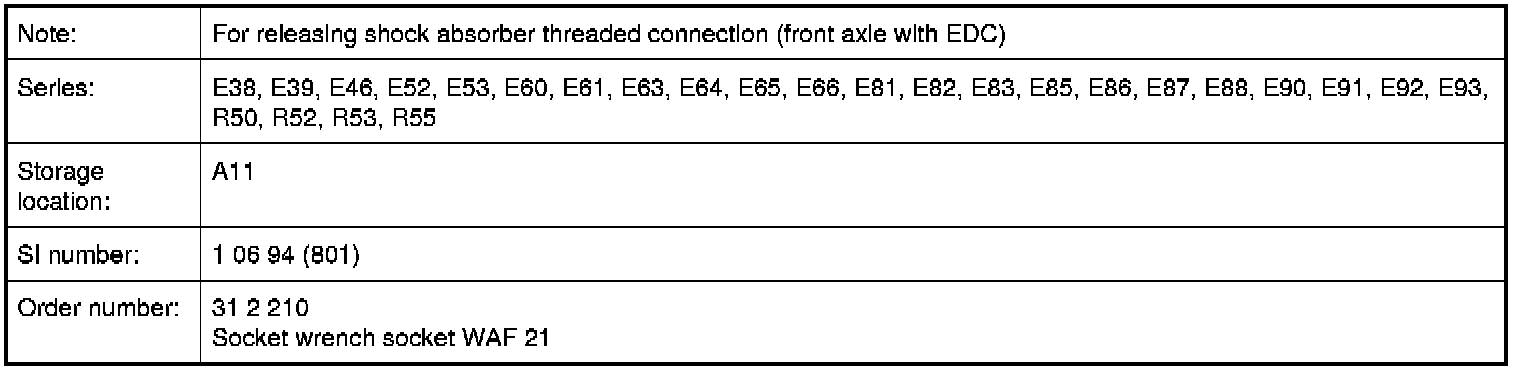 Note: For releasing shock absorber threaded connection (front axle with EDC)
Series: E38, E39, E46, E52, E53, E60, E61, E63, E64, E65, E66, E81, E82, E83, E85, E86, E87, E88, E90, E91, E92, E93,
R50, R52, R53, R55
Storage A11
location:
SI number: 1 06 94 (801)
Order number: 31 2 210
Socket wrench socket WAF 21